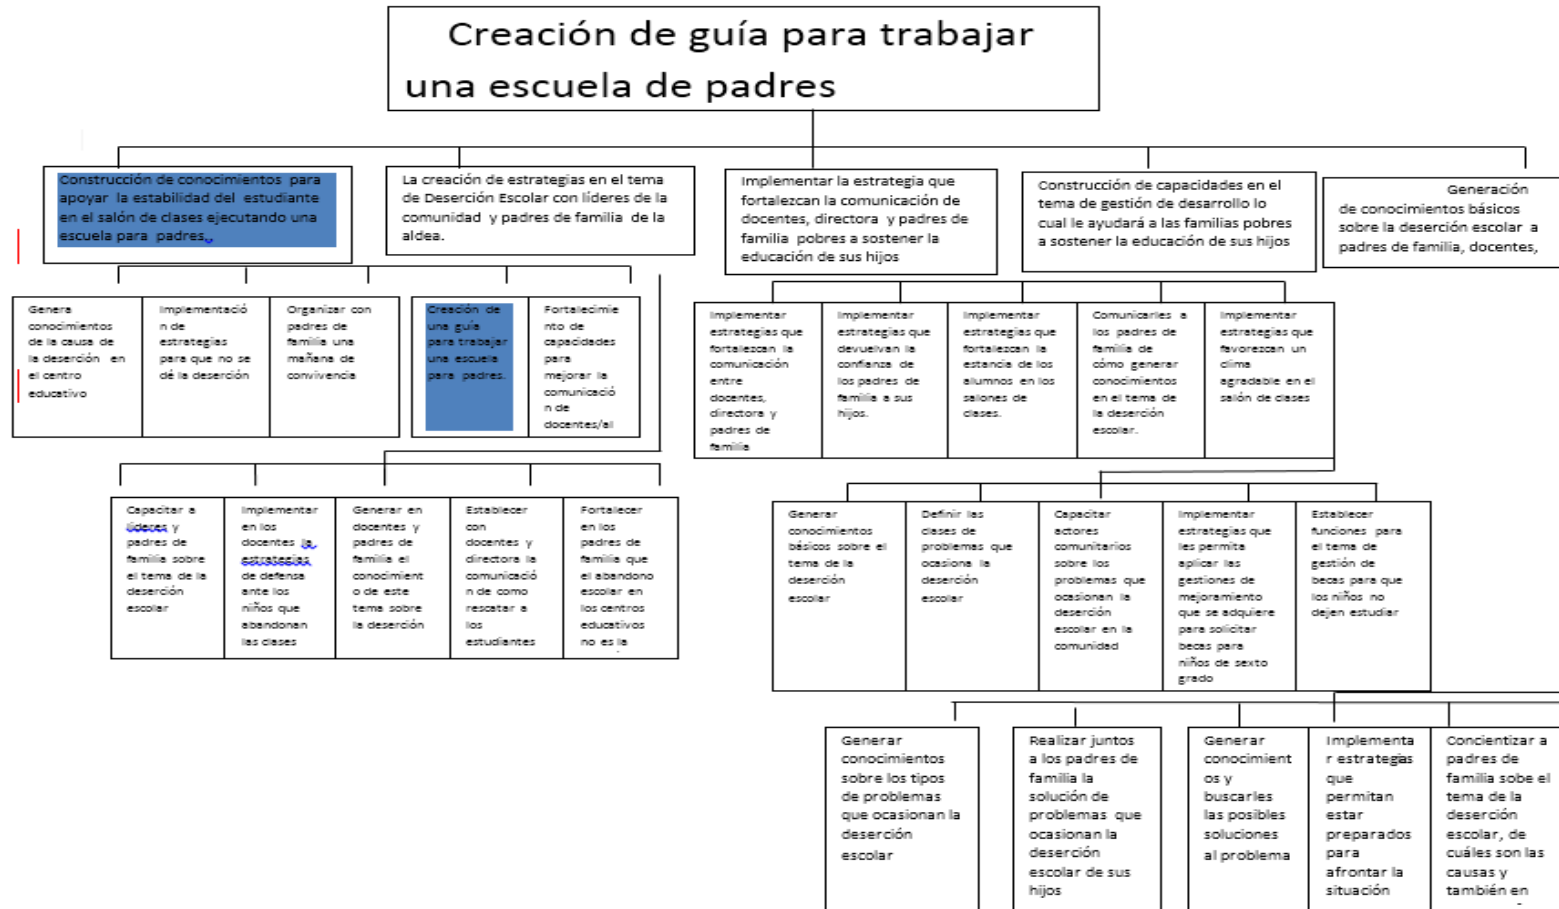 Creación de guía para trabajar
una escuela de padres
Construcción de conocimientos para
apoyar la estabilidad del estudiante
en el salón de clases ejecutando una
escuela para padres.
La creación de estrategias en el tema
de Deserción Escolar con líderes de la
comunidad y padres de familia de la
aldea.
Implementar la estrategia que
fortalezcan la comunicación de
docentes, directora y padres de
familia pobres a sostener la
educación de sus hijos
Construcción de capacidades en el
tema de gestión de desarrollo lo
cual le ayudará a las familias pobres
a sostener la educación de sus hijos
Generación
de conocimientos básicos
sobre la deserción escolar a
padres de familia, docentes,
Genera
conocimientos
de la causa de
la deserción en
el centro
educativo
Implementació
n de
estrategias
para que no se
dé la deserción
Organizar con
padres de
familia una
mañana de
convivencia
Creación de
una guía
para trabajar
una escuela
para padres.
Fortalecimie
nto de
capacidades
para
mejorar la
comunicació
n de
docentes/al
Implementar
estrategias que
fortalezcan la
comunicación
entre
docentes,
directora y
padres de
familia
Implementar
estrategias que
devuelvan la
confianza de
los padres de
familia a sus
hijos.
Implementar
estrategias que
fortalezcan la
estancia de los
alumnos en los
salones de
clases.
Comunicarles a
los padres de
familia de
cómo generar
conocimientos
en el tema de
la deserción
escolar.
Implementar
estrategias que
favorezcan un
clima
agradable en el
salón de clases
Capacitar a
líderes y
padres de
familia sobre
el tema de la
deserción
escolar
Implementar
en los
docentes la
estrategias
de defensa
ante los
niños que
abandonan
las clases
Generar en
docentes y
padres de
familia el
conocimient
o de este
tema sobre
la deserción
Establecer
con
docentes y
directora la
comunicació
n de como
rescatar a
los
estudiantes
Fortalecer
en los
padres de
familia que
el abandono
escolar en
los centros
educativos
no es la
Generar
conocimientos
básicos sobre el
tema de la
deserción
escolar
Definir las
clases de
problemas que
ocasiona la
deserción
escolar
Capacitar
actores
comunitarios
sobre los
problemas que
ocasionan la
deserción
escolar en la
comunidad
Implementar
estrategias que
les permita
aplicar las
gestiones de
mejoramiento
que se adquiere
para solicitar
becas para
niños de sexto
grado
Establecer
funciones para
el tema de
gestión de
becas para que
los niños no
dejen estudiar
Generar
conocimientos
sobre los tipos
de problemas
que ocasionan la
deserción
escolar
Realizar juntos
a los padres de
familia la
solución de
problemas que
ocasionan la
deserción
escolar de sus
hijos
Generar
conocimient
os y
buscarles
las posibles
soluciones
al problema
Implementa
r estrategias
que
permitan
estar
preparados
para
afrontar la
situación
Concientizar a
padres de
familia sobe el
tema de la
deserción
escolar, de
cuáles son las
causas y
también en